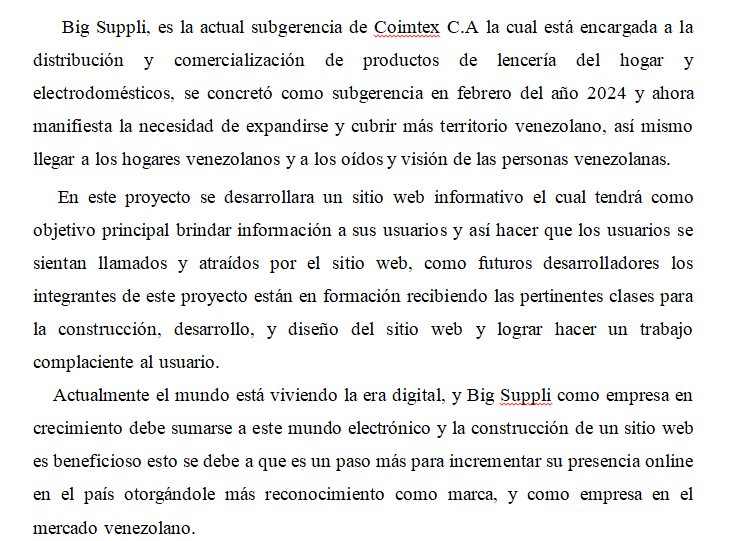 Big Suppli, es la actual subgerencia de Coimtex C.A la cual está encargada a la
distribución y comercialización de productos de lencería del hogar y
electrodomésticos, se concretó como subgerencia en febrero del año 2024 y ahora
manifiesta la necesidad de expandirse y cubrir más territorio venezolano, así mismo
llegar a los hogares venezolanos y a los oídos y visión de las personas venezolanas.
En este proyecto se desarrollara un sitio web informativo el cual tendrá como
objetivo principal brindar información a sus usuarios y así hacer que los usuarios se
sientan llamados y atraídos por el sitio web, como futuros desarrolladores los
integrantes de este proyecto están en formación recibiendo las pertinentes clases para
la construcción, desarrollo, y diseño del sitio web y lograr hacer un trabajo
complaciente al usuario.
Actualmente el mundo está viviendo la era digital, y Big Suppli como empresa en
crecimiento debe sumarse a este mundo electrónico y la construcción de un sitio web
es beneficioso esto se debe a que es un paso más para incrementar su presencia online
en el país otorgándole más reconocimiento como marca, y como empresa en el
mercado venezolano.